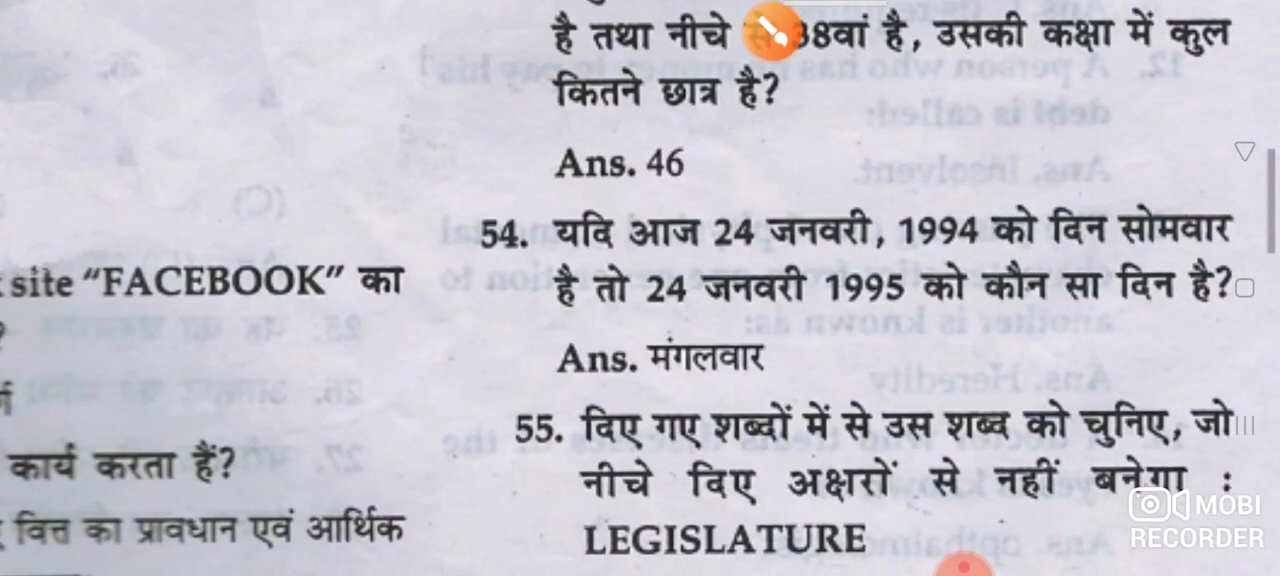 site “FACEBOOK” का
कार्य करता हैं?
वित्त का प्रावधान एवं आर्थिक
है तथा नीचे 38वां है, उसकी कक्षा में कुल
कितने छात्र है?
Ans. 46
54. यदि आज 24 जनवरी, 1994 को दिन सोमवार
है तो 24 जनवरी 1995 को कौन सा दिन है?
Ans. मंगलवार
55. दिए गए शब्दों में से उस शब्द को चुनिए, जो
नीचे दिए अक्षरों से नहीं बनेगा :
LEGISLATURE
MOBI
RECORDER